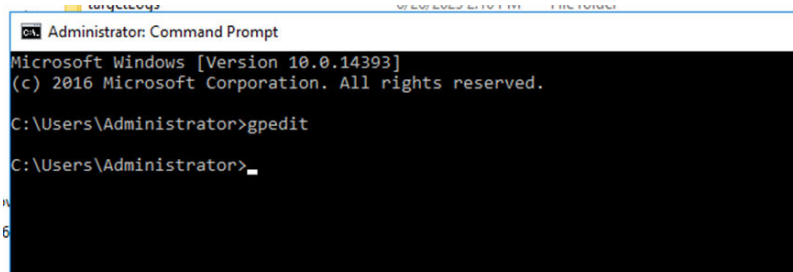 Administrator: Command Prompt
Microsoft Windows [Version 10.0.14393]
(c) 2016 Microsoft Corporation. All rights reserved.
C:\Users\Administrator>gpedit
C:\Users\Administrator>